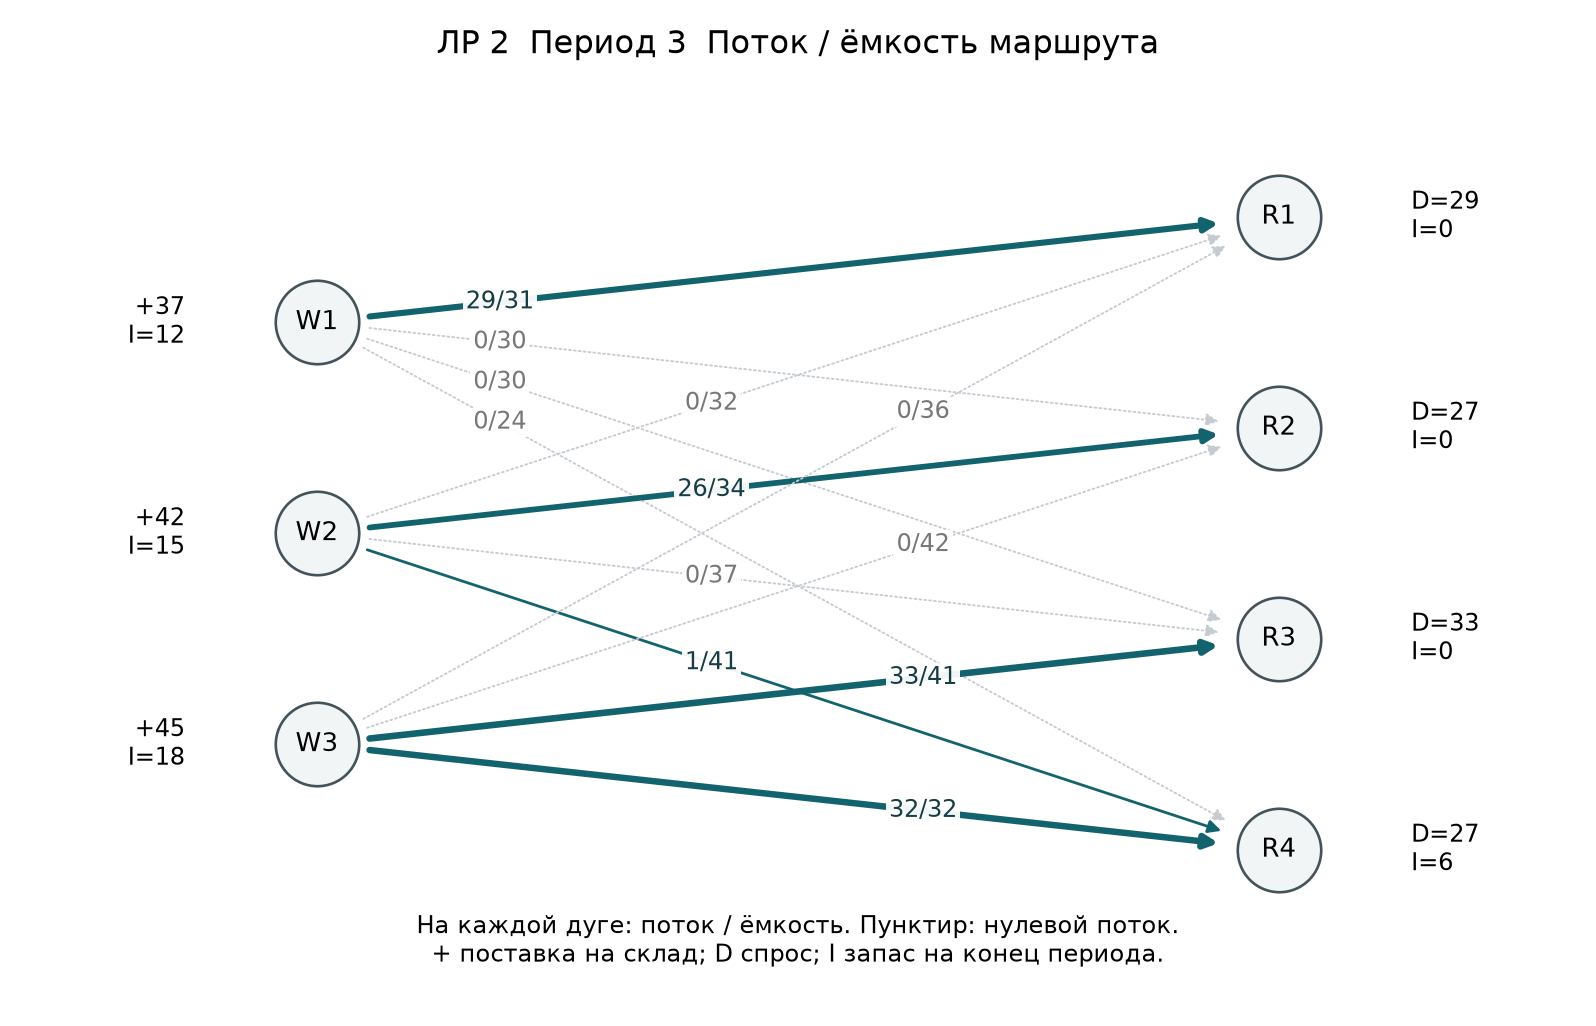 ЛР 2  Период 3  Поток / ёмкость маршрута
D=29
I=0
R1
+37
I=12
W1
29/31
0/30
0/30
0/24
0/32
0/36
D=27
I=0
R2
+42
I=15
W2
26/34
0/42
0/37
D=33
I=0
R3
1/41
33/41
+45
I=18
W3
32/32
D=27
I=6
R4
На каждой дуге: поток / ёмкость. Пунктир: нулевой поток.
+ поставка на склад; D спрос; I запас на конец периода.